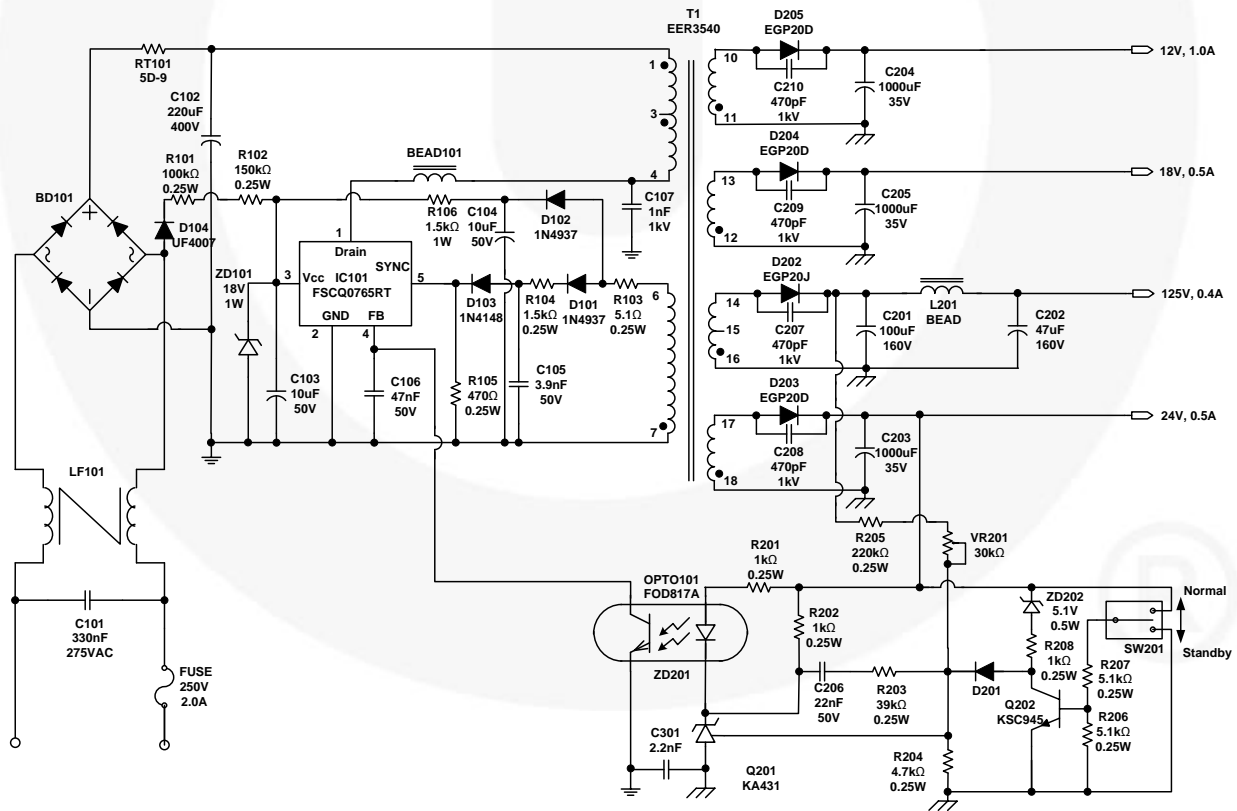 T1
EER3540
D205
EGP20D
RT101
5D-9
C102
220uF
400V
1
3
4
10
11
C210
470pF
1kV
C204
1000uF
35V
12V, 1.0A
D204
EGP20D
R101
100kΩ
0.25W
R102
150kΩ
0.25W
BEAD101
13
12
C209
470pF
1kV
C205
1000uF
35V
18V, 0.5A
BD101
D104
UF4007
R106
1.5kΩ
1W
C104
10uF
50V
D102
1N4937
C107
1nF
1kV
1
Drain
SYNC
3
Vcc
IC101
FSCQ0765RT
5
GND
FB
2
4
ZD101
18V
1W
D103
1N4148
R104
1.5kΩ
0.25W
D101
1N4937
R103
5.1Ω
0.25W
6
7
D202
EGP20J
14
15
16
C207
470pF
1kV
C201
100uF
160V
L201
BEAD
C202
47uF
160V
125V, 0.4A
C103
10uF
50V
C106
47nF
50V
R105
470Ω
0.25W
C105
3.9nF
50V
D203
EGP20D
17
18
C208
470pF
1kV
C203
1000uF
35V
24V, 0.5A
LF101
C101
330nF
275VAC
FUSE
250V
2.0A
R205
220kΩ
0.25W
VR201
30kΩ
R201
1kΩ
0.25W
OPTO101
FOD817A
R202
1kΩ
0.25W
ZD202
5.1V
0.5W
Normal
SW201
Standby
R208
1kΩ
0.25W
ZD201
C206
22nF
50V
R203
39kΩ
0.25W
D201
R207
5.1kΩ
0.25W
Q202
KSC945
R206
5.1kΩ
0.25W
C301
2.2nF
Q201
KA431
R204
4.7kΩ
0.25W
®